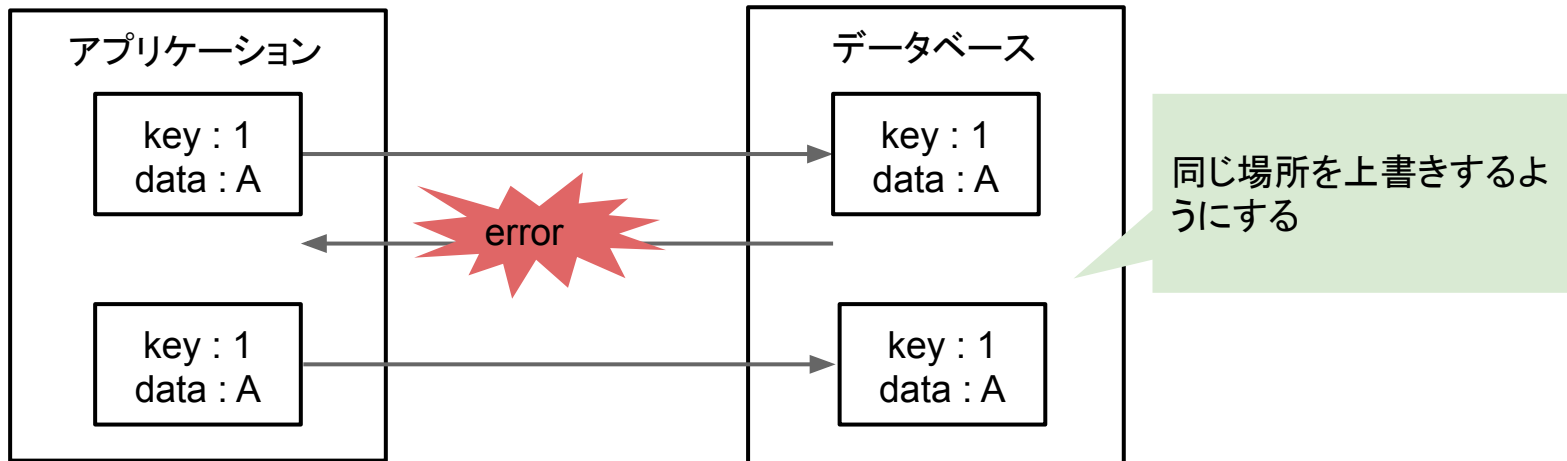 アプリケーション
データベース
key : 1
data : A
key : 1
data : A
同じ場所を上書きするよ
うにする
error
key : 1
data : A
key : 1
data : A